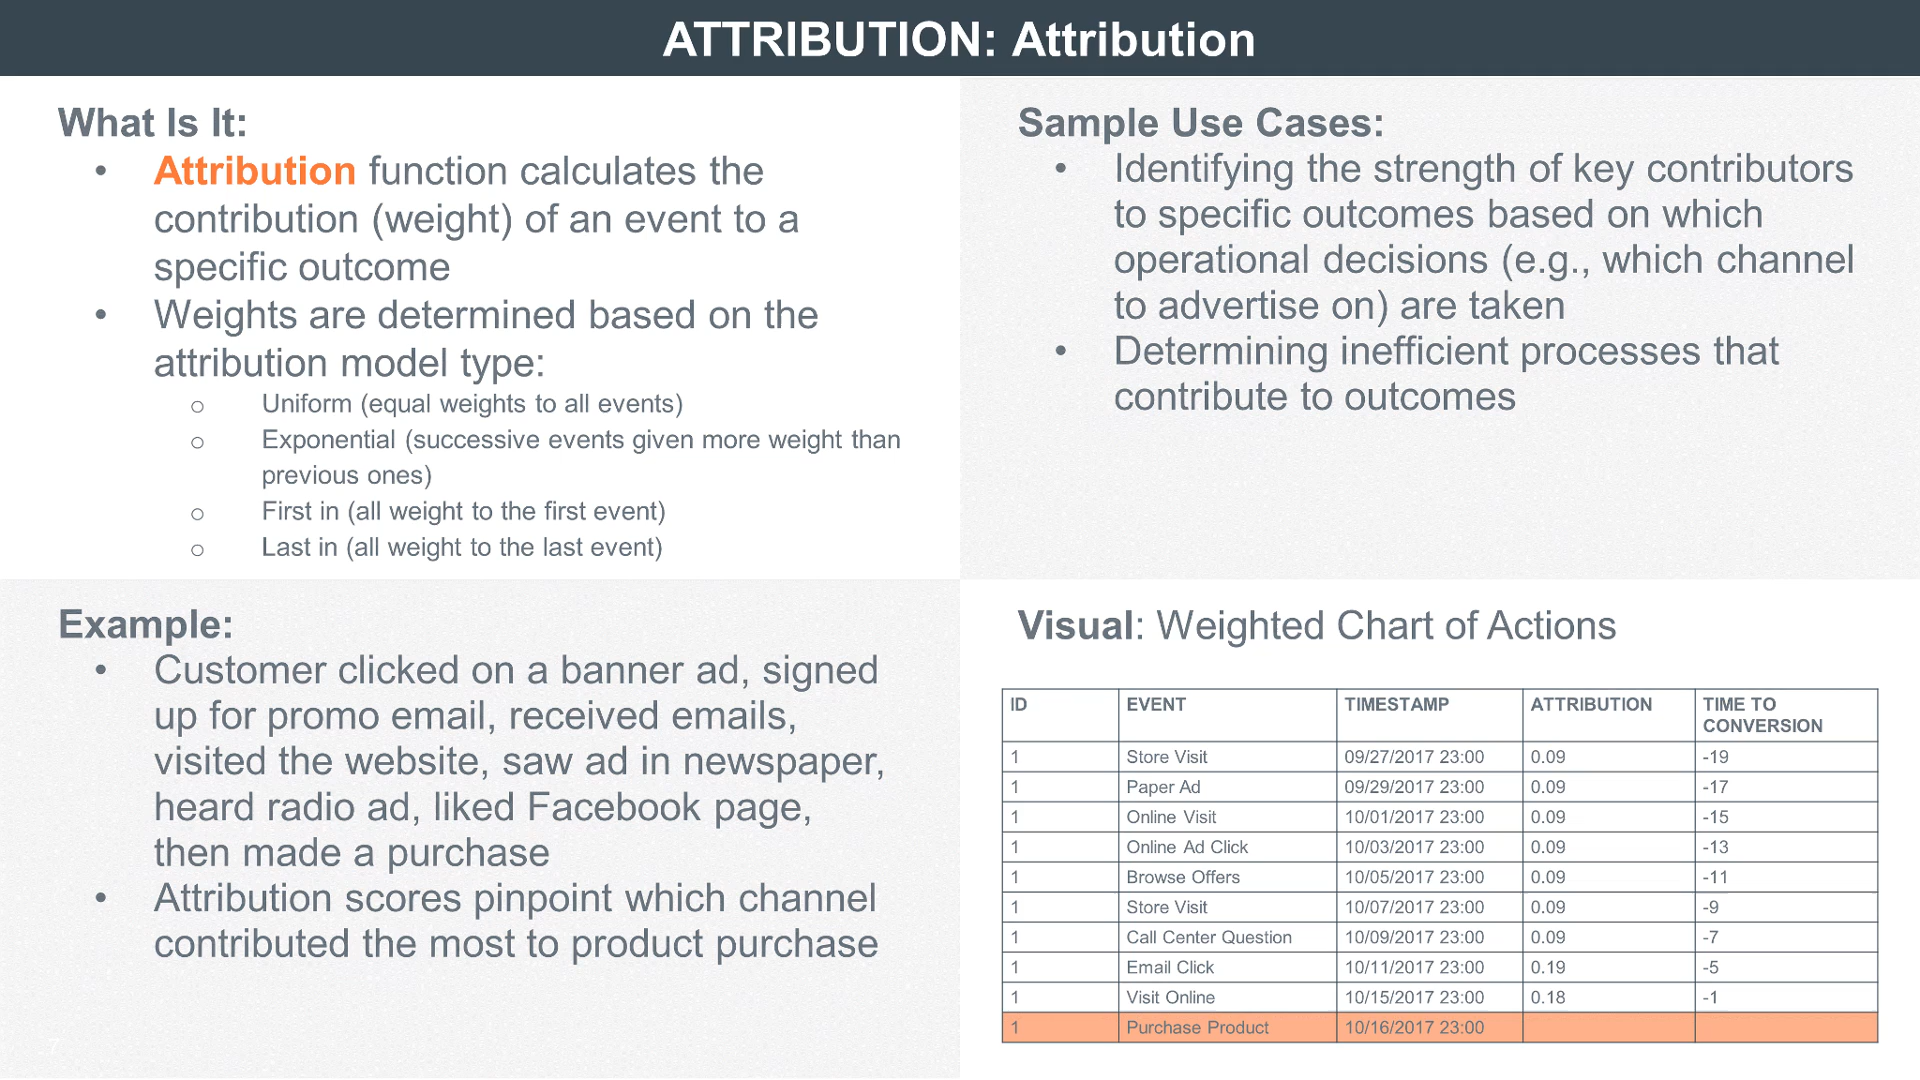 ATTRIBUTION: Attribution
What Is It:
• Attribution function calculates the
contribution (weight) of an event to a
specific outcome
• Weights are determined based on the
attribution model type:
o Uniform (equal weights to all events)
o Exponential (successive events given more weight than
previous ones)
o First in (all weight to the first event)
o Last in (all weight to the last event)
Sample Use Cases:
• Identifying the strength of key contributors
to specific outcomes based on which
operational decisions (e.g., which channel
to advertise on) are taken
• Determining inefficient processes that
contribute to outcomes
Example:
• Customer clicked on a banner ad, signed
up for promo email, received emails,
visited the website, saw ad in newspaper,
heard radio ad, liked Facebook page,
then made a purchase
• Attribution scores pinpoint which channel
contributed the most to product purchase
7
Visual: Weighted Chart of Actions
ID EVENT TIMESTAMP ATTRIBUTION TIME TO
CONVERSION
1 Store Visit 09/27/2017 23:00 0.09 -19
1 Paper Ad 09/29/2017 23:00 0.09 -17
1 Online Visit 10/01/2017 23:00 0.09 -15
1 Online Ad Click 10/03/2017 23:00 0.09 -13
1 Browse Offers 10/05/2017 23:00 0.09 -11
1 Store Visit 10/07/2017 23:00 0.09 -9
1 Call Center Question 10/09/2017 23:00 0.09 -7
1 Email Click 10/11/2017 23:00 0.19 -5
1 Visit Online 10/15/2017 23:00 0.18 -1
1 Purchase Product 10/16/2017 23:00